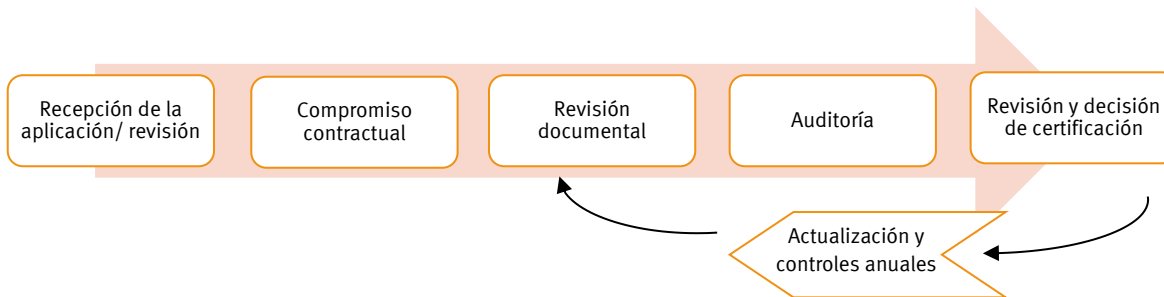 Recepción de la
aplicación/ revisión
Compromiso
contractual
Revisión
documental
Auditoría
Revisión y decisión
de certificación
Actualización y
controles anuales